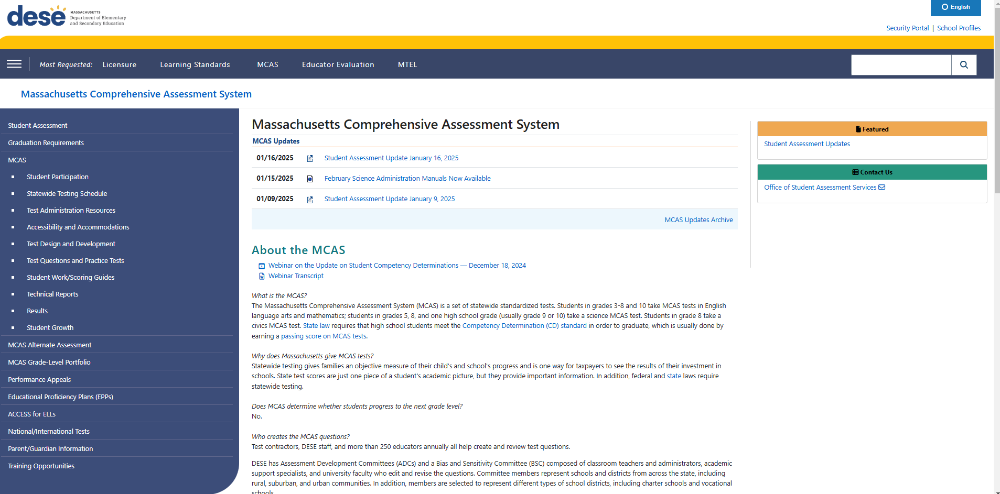 dese
MASSACHUSETTS
Department of Elementary
and Secondary Education
English
Security Portal | School Profiles
Most Requested: Licensure Learning Standards MCAS Educator Evaluation MTEL
Massachusetts Comprehensive Assessment System
Student Assessment
Graduation Requirements
MCAS
Student Participation
Statewide Testing Schedule
Test Administration Resources
Accessibility and Accommodations
Test Design and Development
Test Questions and Practice Tests
Student Work/Scoring Guides
Technical Reports
Results
Student Growth
MCAS Alternate Assessment
MCAS Grade-Level Portfolio
Performance Appeals
Educational Proficiency Plans (EPPs)
ACCESS for ELLs
National/International Tests
Parent/Guardian Information
Training Opportunities
Massachusetts Comprehensive Assessment System
MCAS Updates
01/16/2025 Student Assessment Update January 16, 2025
01/15/2025 February Science Administration Manuals Now Available
01/09/2025 Student Assessment Update January 9, 2025
MCAS Updates Archive
About the MCAS
Webinar on the Update on Student Competency Determinations — December 18, 2024
Webinar Transcript
What is the MCAS?
The Massachusetts Comprehensive Assessment System (MCAS) is a set of statewide standardized tests. Students in grades 3-8 and 10 take MCAS tests in English
language arts and mathematics; students in grades 5, 8, and one high school grade (usually grade 9 or 10) take a science MCAS test. Students in grade 8 take a
civics MCAS test. State law requires that high school students meet the Competency Determination (CD) standard in order to graduate, which is usually done by
earning a passing score on MCAS tests.
Why does Massachusetts give MCAS tests?
Statewide testing gives families an objective measure of their child's and school's progress and is one way for taxpayers to see the results of their investment in
schools. State test scores are just one piece of a student's academic picture, but they provide important information. In addition, federal and state laws require
statewide testing.
Does MCAS determine whether students progress to the next grade level?
No.
Who creates the MCAS questions?
Test contractors, DESE staff, and more than 250 educators annually all help create and review test questions.
DESE has Assessment Development Committees (ADCs) and a Bias and Sensitivity Committee (BSC) composed of classroom teachers and administrators, academic
support specialists, and university faculty who edit and revise the questions. Committee members represent schools and districts from across the state, including
rural, suburban, and urban communities. In addition, members are selected to represent different types of school districts, including charter schools and vocational
schools.
Featured
Student Assessment Updates
Contact Us
Office of Student Assessment Services